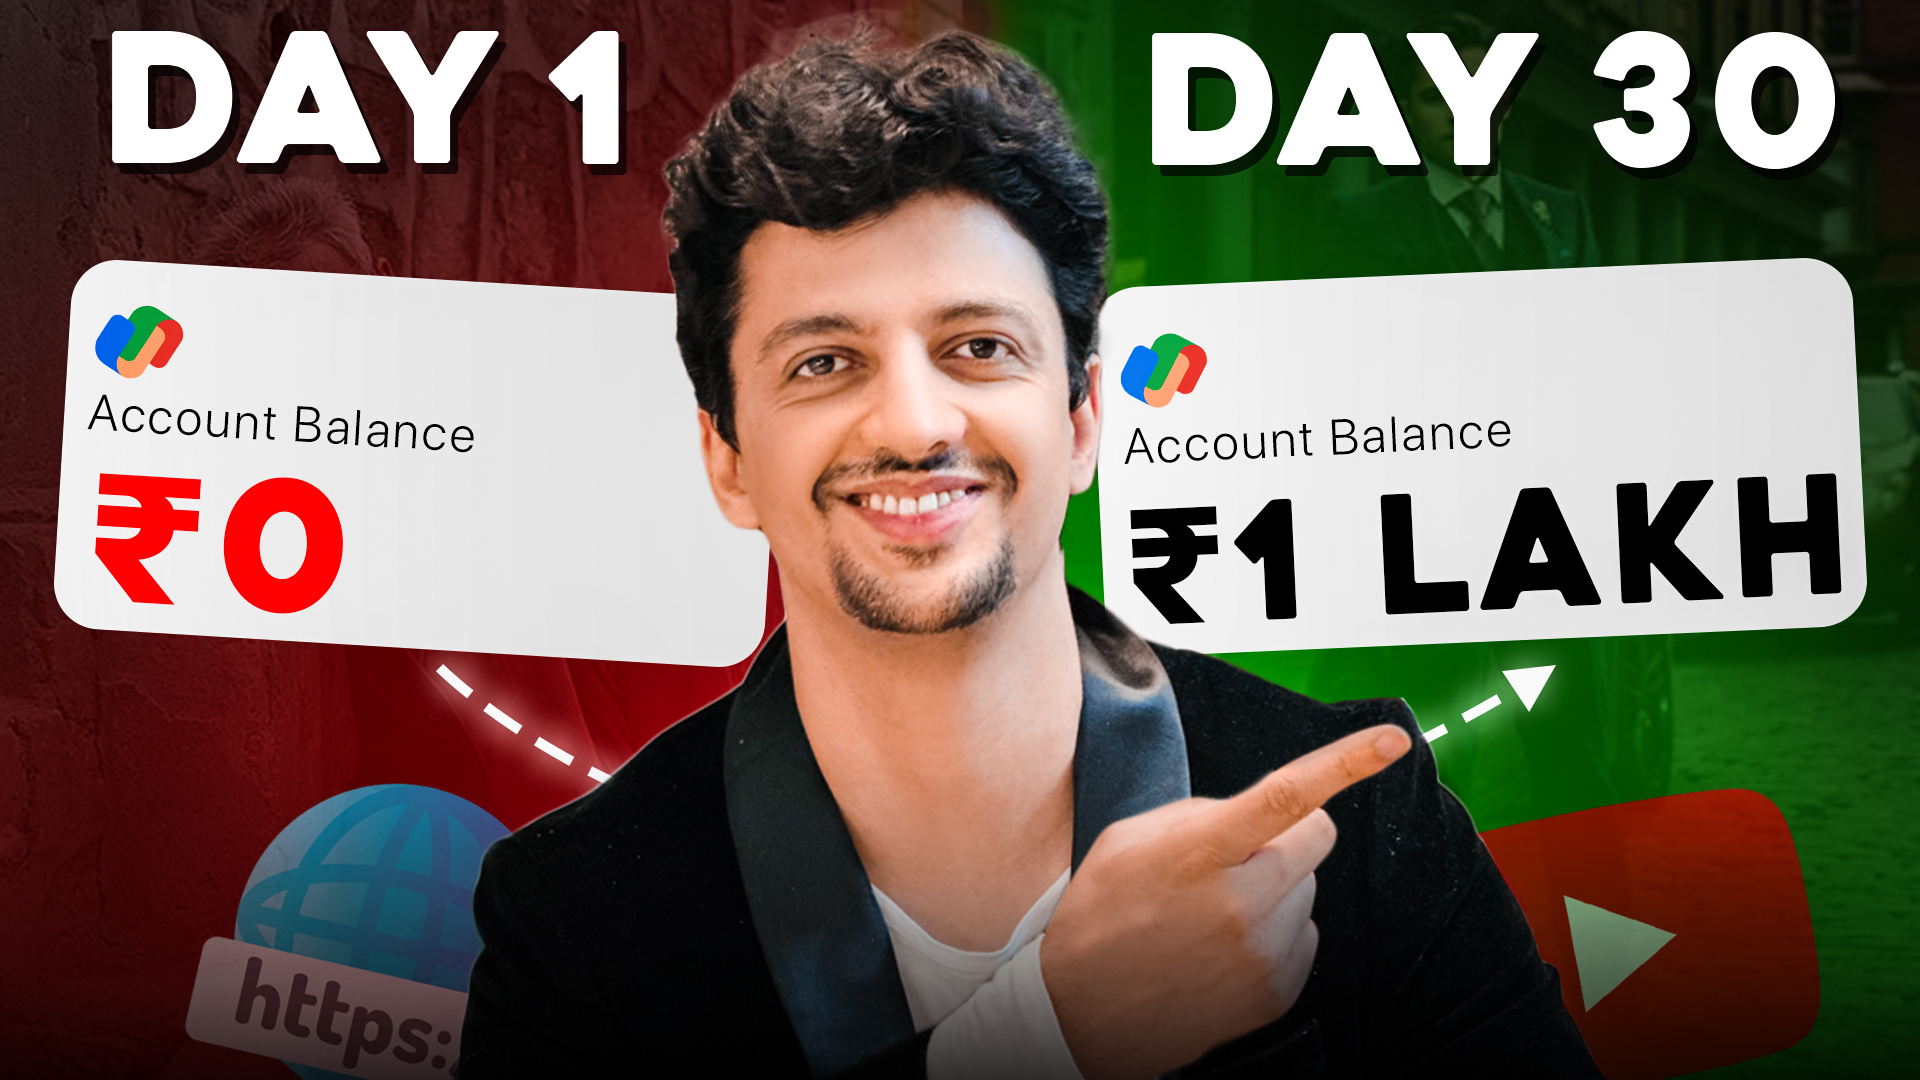 DAY 1
DAY 30
Account Balance
₹0
Account Balance
₹1 LAKH
https:/